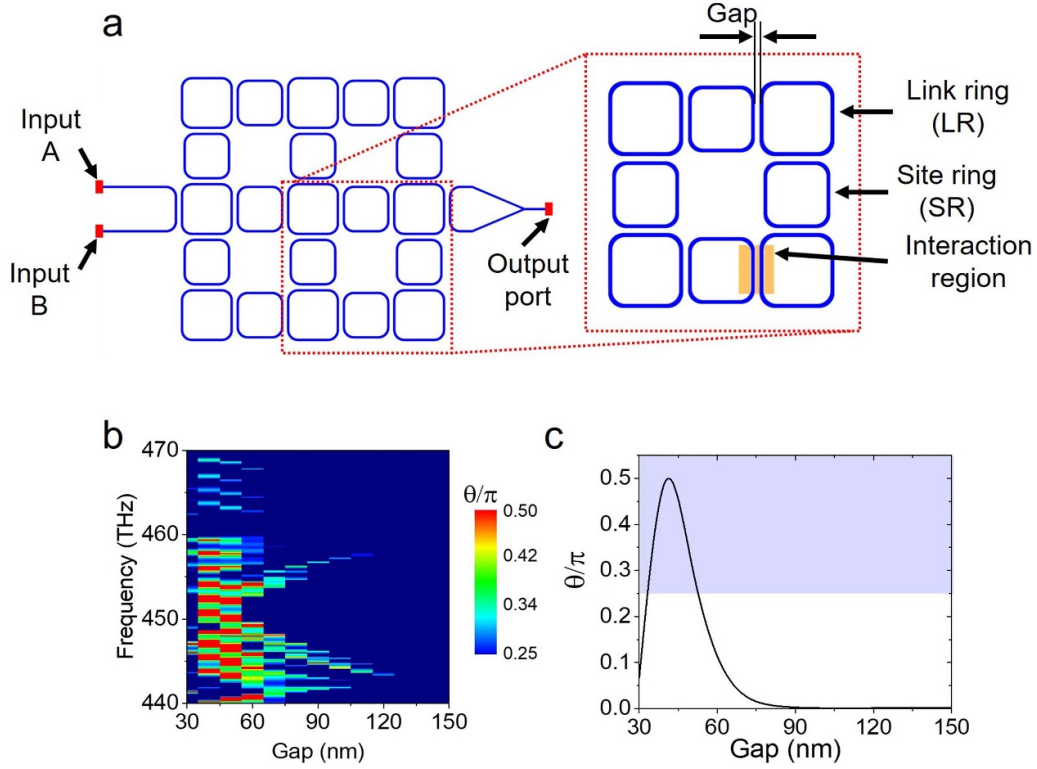 a
Gap
Input
A
Link ring
(LR)
Site ring
(SR)
Input
B
Output
port
Interaction
region
b
470
460
450
440
Frequency (THz)
30
60
90
120
150
Gap (nm)
θ/π
0.50
0.42
0.34
0.25
c
0.5
0.4
0.3
0.2
0.1
0.0
θ/π
30
60
90
120
150
Gap (nm)